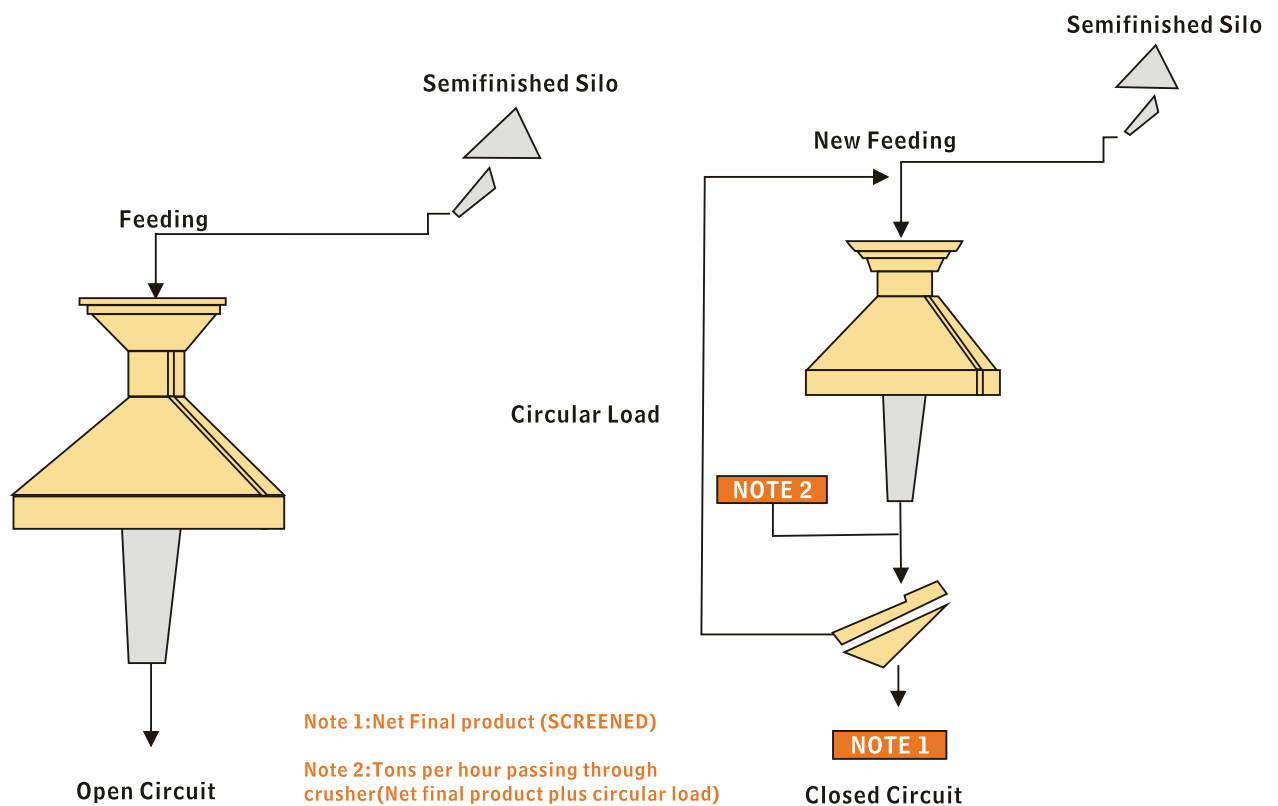 Semifinished Silo
Semifinished Silo
New Feeding
Feeding
Circular Load
NOTE 2
Note 1:Net Final product (SCREENED)
NOTE 1
Note 2:Tons per hour passing through
crusher(Net final product plus circular load)
Open Circuit
Closed Circuit